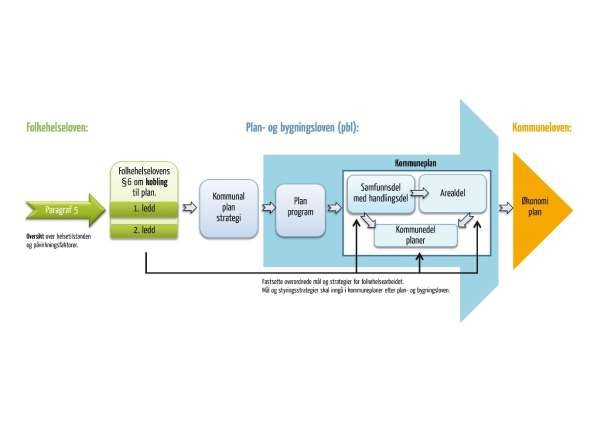 Folkehelseloven:
Plan- og bygningsloven (pbl):
Kommuneloven:
Paragraf 5
Oversikt over helsetilstanden
og påvirkningsfaktorer.
Folkehelselovens
§6 om kobling
til plan.
1. ledd
2. ledd
Kommunal
plan
strategi
Plan
program
Kommuneplan
Samfunnsdel
med handlingsdel
Arealdel
Kommunedel
planer
Økonomi
plan
Fastsette overordnede mål og strategier for folkehelsearbeidet.
Mål og styringsstrategier skal inngå i kommuneplaner etter plan- og bygningsloven.